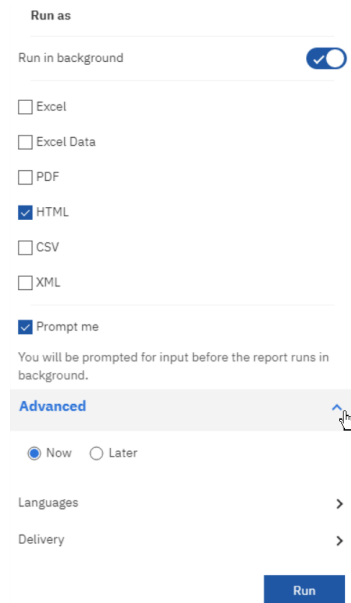 Run as
Run in background
Excel
Excel Data
PDF
HTML
CSV
XML
Prompt me
You will be prompted for input before the report runs in
background.
Advanced
Now Later
Languages
Delivery
Run